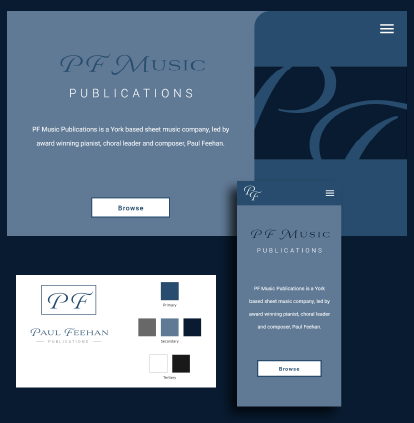 PF Music
PUBLICATIONS
PF Music Publications is a York based sheet music company, led by
award winning pianist, choral leader and composer, Paul Feehan.
Browse
PF
PF
PF Music
PUBLICATIONS
PF Music Publications is a York
based sheet music company, led by
award winning pianist, choral leader
and composer, Paul Feehan.
Browse
PF
Paul Feehan
PUBLICATIONS
Primary
Secondary
Tertiary